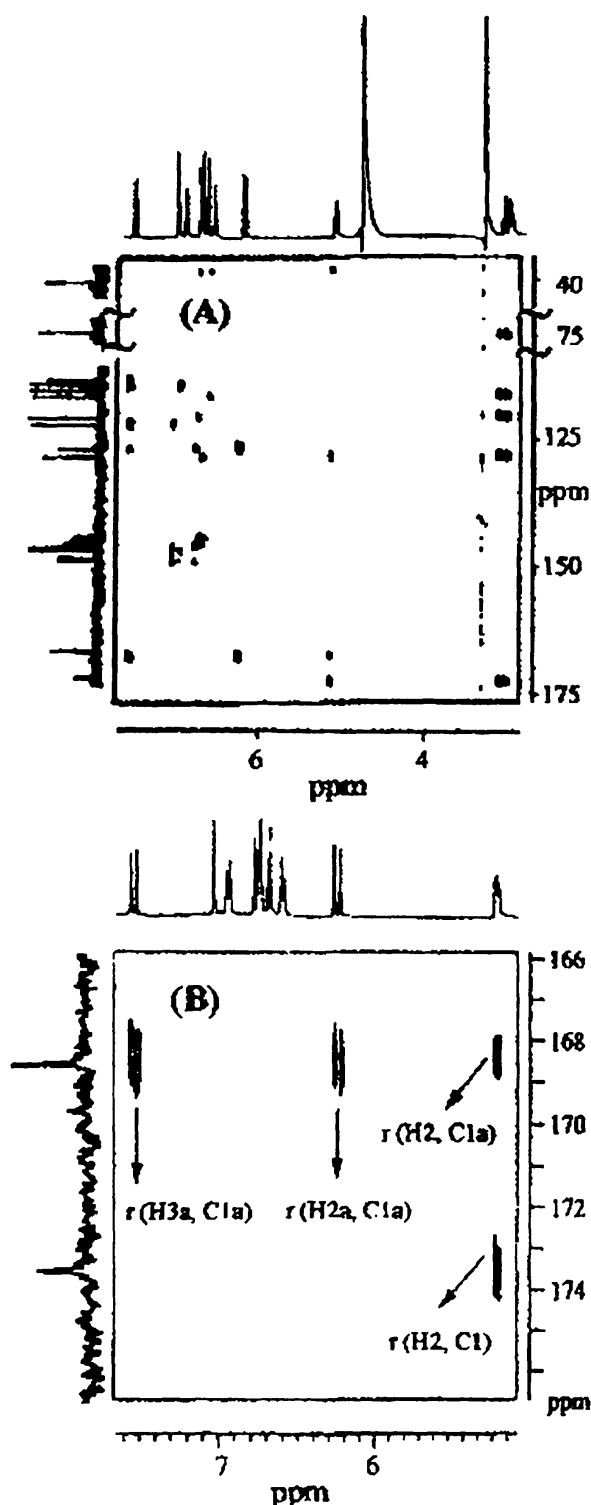 (A)
40
75
125
ppm
150
175
6 4
ppm
(B)
166
168
r (H2, C1a)
170
r (H3a, C1a) r (H2a, C1a)
172
174
r (H2, C1)
ppm
7 6
ppm